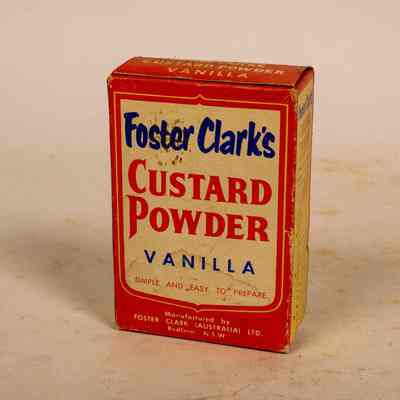 CUSTARD POWDER
VANILLA
Foster Clark's
CUSTARD
POWDER
VANILLA
SIMPLE AND "EASY TO" PREPARE
Manufactured by
FOSTER CLARK (AUSTRALIA) LTD.
Redfern N.S.W.